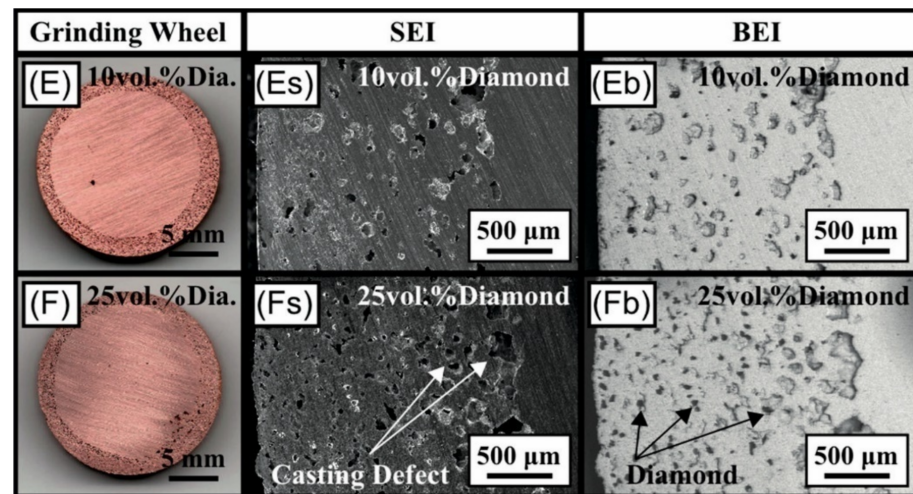 Grinding Wheel SEI BEI
(E) 10vol.%Dia. (Es) 10vol.%Diamond (Eb) 10vol.%Diamond
5 mm 500 μm 500 μm
(F) 25vol.%Dia. (Fs) 25vol.%Diamond (Fb) 25vol.%Diamond
5 mm 500 μm 500 μm
Casting Defect Diamond